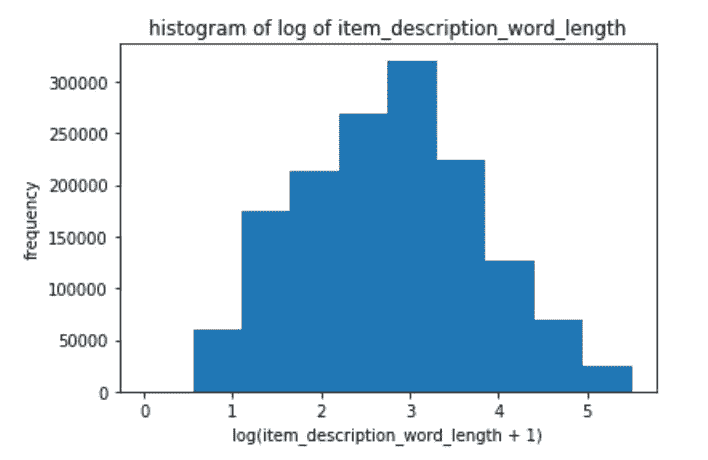 histogram of log of item_description_word_length
300000
250000
200000
150000
100000
50000
0
frequency
0 1 2 3 4 5
log(item_description_word_length + 1)